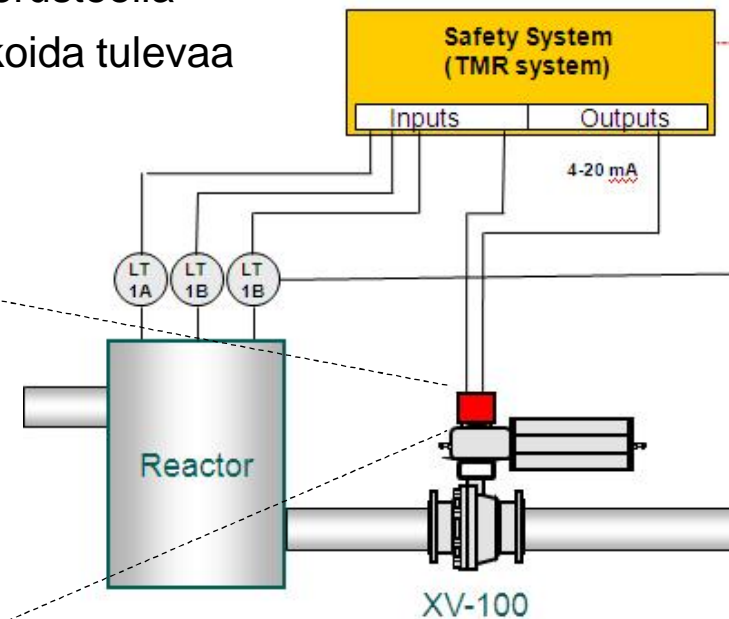 koida tulevaa
Safety System
(TMR system)
Inputs
Outputs
4-20 mA
LT
1A
LT
1B
LT
1B
Reactor
XV-100